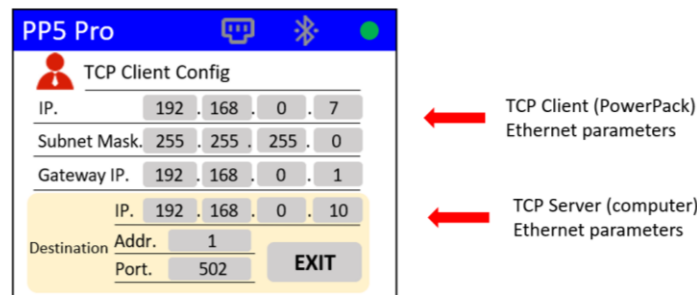 PP5 Pro
TCP Client Config
IP. 192 . 168 . 0 . 7
Subnet Mask. 255 . 255 . 255 . 0
Gateway IP. 192 . 168 . 0 . 1
IP. 192 . 168 . 0 . 10
Destination Addr. 1
Port. 502
EXIT
TCP Client (PowerPack)
Ethernet parameters
TCP Server (computer)
Ethernet parameters